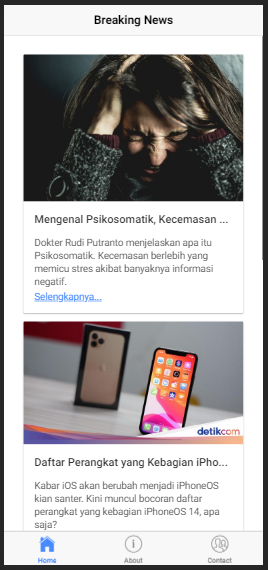 Breaking News
Mengenal Psikosomatik, Kecemasan ...
Dokter Rudi Putranto menjelaskan apa itu
Psikosomatik. Kecemasan berlebih yang
memicu stres akibat banyaknya informasi
negatif.
Selengkapnya...
detikcom
Daftar Perangkat yang Kebagian iPho...
Kabar iOS akan berubah menjadi iPhoneOS
kian santer. Kini muncul bocoran daftar
perangkat yang kebagian iPhoneOS 14, apa
saja?
Home
About
Contact